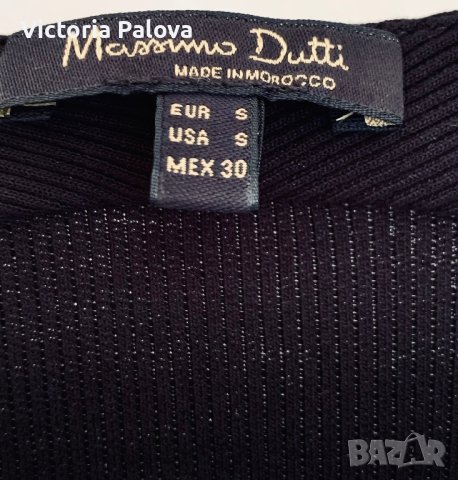 Victoria Palova
Massimo Dutti
MADE IN MOROCCO
EUR S
USA S
MEX 30
BAZAR